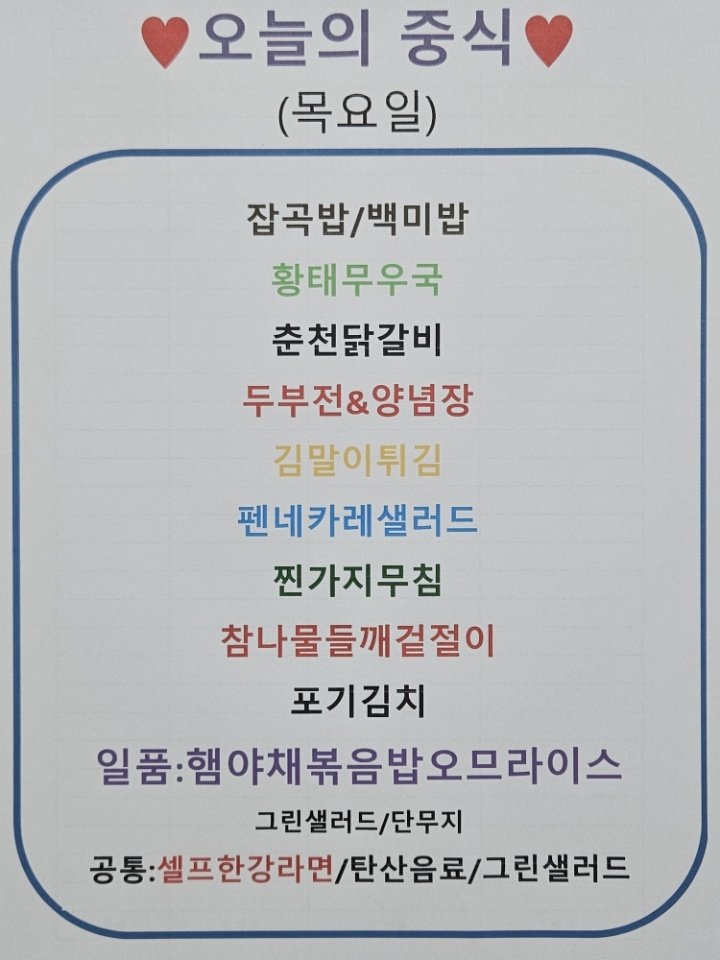 ♥오늘의 중식♥
(목요일)
잡곡밥/백미밥
황태무우국
춘천닭갈비
두부전&양념장
김말이튀김
펜네카레샐러드
찐가지무침
참나물들깨겉절이
포기김치
일품:햄야채볶음밥오므라이스
그린샐러드/단무지
공통:셀프한강라면/탄산음료/그린샐러드